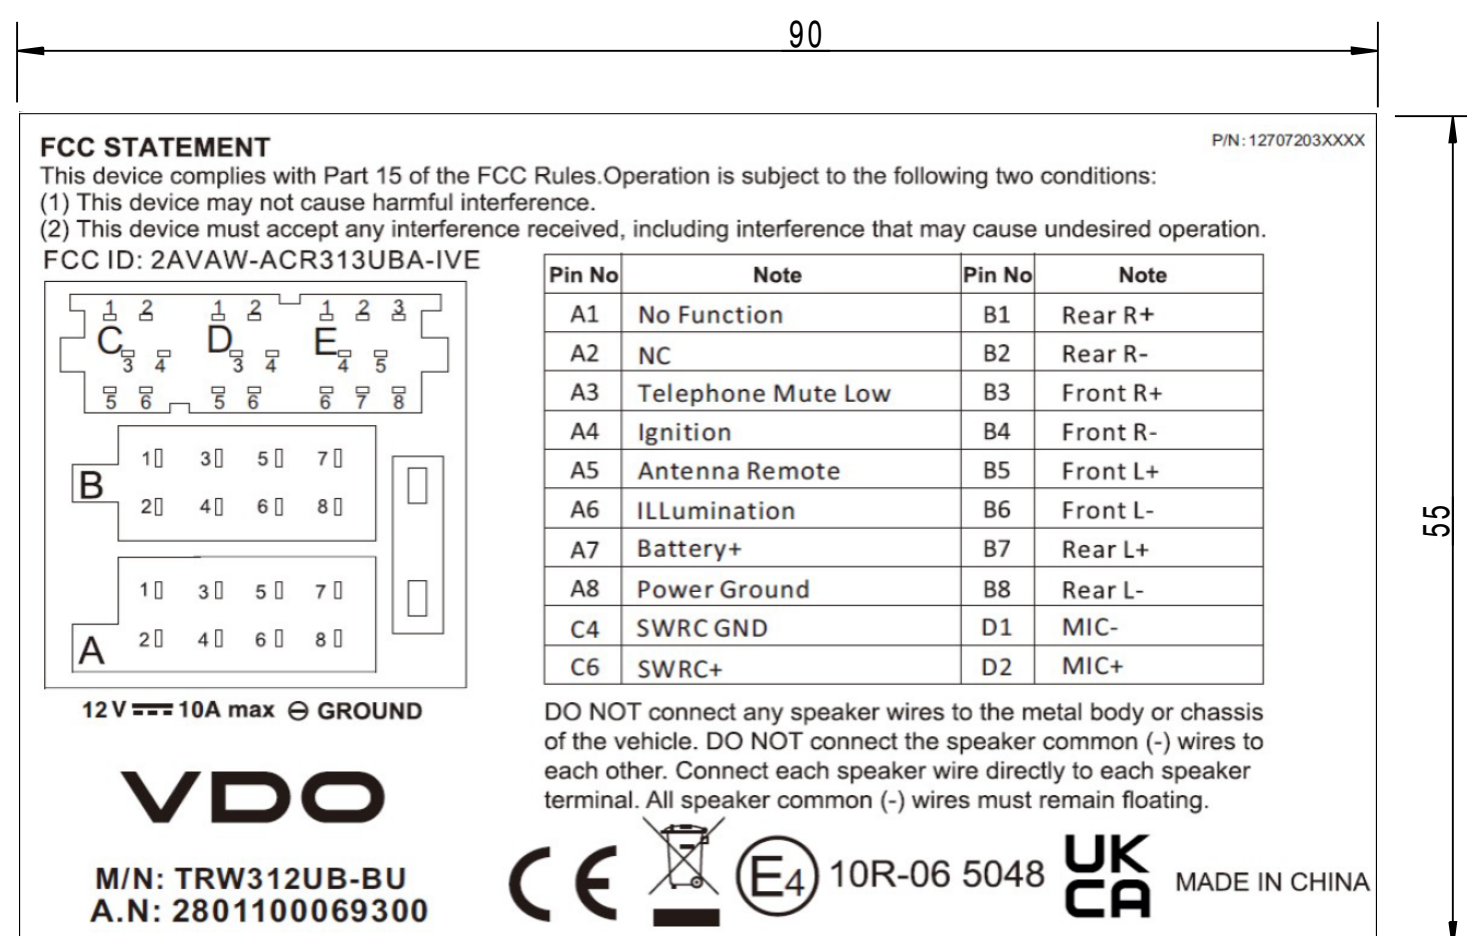 90
FCC STATEMENT
P/N:12707203XXXX
This device complies with Part 15 of the FCC Rules.Operation is subject to the following two conditions:
(1) This device may not cause harmful interference.
(2) This device must accept any interference received, including interference that may cause undesired operation.
FCC ID: 2AVAW-ACR313UBA-IVE
1 2 1 2 1 2 3
C D E
3 4 3 4 4 5
5 6 5 6 6 7 8
1 3 5 7
B
2 4 6 8
1 3 5 7
A
2 4 6 8
12V 10A max GROUND
Pin No Note Pin No Note
A1 No Function B1 Rear R+
A2 NC B2 Rear R-
A3 Telephone Mute Low B3 Front R+
A4 Ignition B4 Front R-
A5 Antenna Remote B5 Front L+
A6 ILLumination B6 Front L-
A7 Battery+ B7 Rear L+
A8 Power Ground B8 Rear L-
C4 SWRC GND D1 MIC-
C6 SWRC+ D2 MIC+
55
DO NOT connect any speaker wires to the metal body or chassis
of the vehicle. DO NOT connect the speaker common (-) wires to
each other. Connect each speaker wire directly to each speaker
terminal. All speaker common (-) wires must remain floating.
VDO
M/N: TRW312UB-BU
A.N: 2801100069300
CE E4 10R-06 5048 UK
CA
MADE IN CHINA